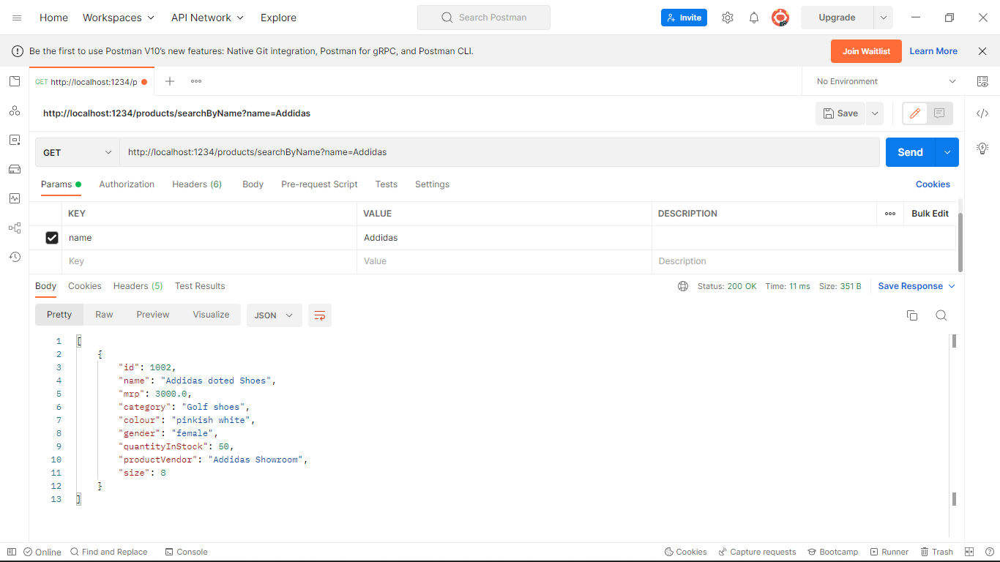 Home Workspaces API Network Explore Search Postman Invite Upgrade
Be the first to use Postman V10's new features: Native Git integration, Postman for gRPC, and Postman CLI. Join Waitlist Learn More
GET http://localhost:1234/p No Environment
http://localhost:1234/products/searchByName?name=Addidas Save
GET http://localhost:1234/products/searchByName?name=Addidas Send
Params Authorization Headers (6) Body Pre-request Script Tests Settings Cookies
KEY VALUE DESCRIPTION Bulk Edit
name Addidas
Key Value Description
Body Cookies Headers (5) Test Results Status: 200 OK Time: 11 ms Size: 351 B Save Response
Pretty Raw Preview Visualize JSON
1 [
2 {
3 "id": 1002,
4 "name": "Addidas doted Shoes",
5 "mrp": 3000.0,
6 "category": "Golf shoes",
7 "colour": "pinkish white",
8 "gender": "female",
9 "quantityInStock": 50,
10 "productVendor": "Addidas Showroom",
11 "size": 8
12 }
13 ]
Online Find and Replace Console Cookies Capture requests Bootcamp Runner Trash